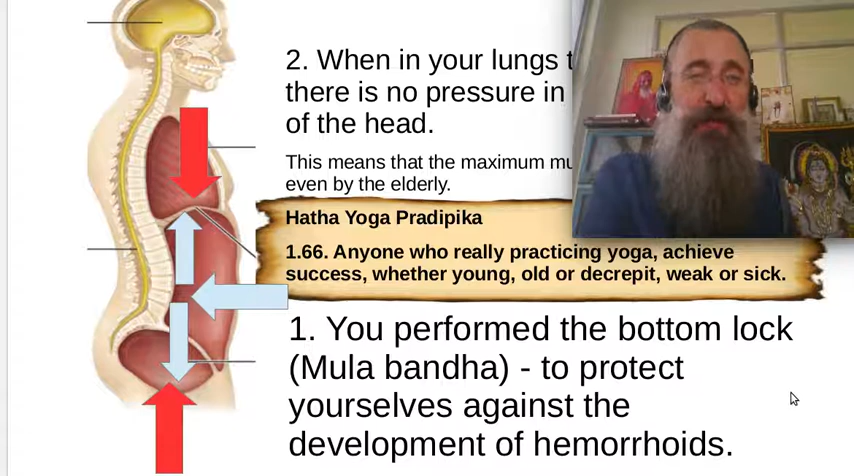 2. When in your lungs
there is no pressure in
of the head.
This means that the maximum
even by the elderly.
Hatha Yoga Pradipika
1.66. Anyone who really practicing yoga, achieve
success, whether young, old or decrepit, weak or sick.
1. You performed the bottom lock
(Mula bandha) - to protect
yourselves against the
development of hemorrhoids.